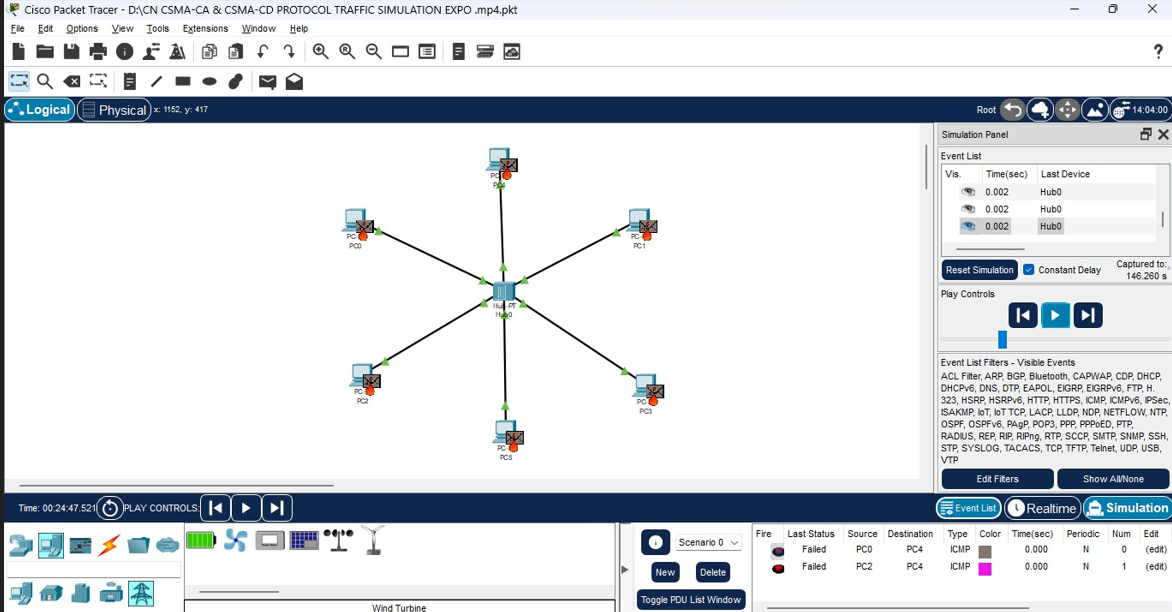 Cisco Packet Tracer - D:\CN CSMA-CA & CSMA-CD PROTOCOL TRAFFIC SIMULATION EXPO .mp4.pkt
File Edit Options View Tools Extensions Window Help
?
Logical Physical x: 1152, y: 417 Root 14:04:00
Simulation Panel
Event List
Vis. Time(sec) Last Device
0.002 Hub0
0.002 Hub0
0.002 Hub0
Reset Simulation Constant Delay Captured to:
146.260 s
Play Controls
Event List Filters - Visible Events
ACL Filter, ARP, BGP, Bluetooth, CAPWAP, CDP, DHCP,
DHCPv6, DNS, DTP, EAPOL, EIGRP, EIGRPv6, FTP, H.
323, HSRP, HSRPv6, HTTP, HTTPS, ICMP, ICMPv6, IPSec,
ISAKMP, IoT, IoT TCP, LACP, LLDP, NDP, NETFLOW, NTP,
OSPF, OSPFv6, PAgP, POP3, PPP, PPPoED, PTP,
RADIUS, REP, RIP, RIPng, RTP, SCCP, SMTP, SNMP, SSH,
STP, SYSLOG, TACACS, TCP, TFTP, Telnet, UDP, USB,
VTP
Edit Filters Show All/None
PC-
PC-
PC0
PC-
PC1
Hub-PT
Hub0
PC-
PC2
PC-
PC3
PC-
PC5
Time: 00:24:47.521 PLAY CONTROLS: Event List Realtime Simulation
Scenario 0
New Delete
Toggle PDU List Window
Fire Last Status Source Destination Type Color Time(sec) Periodic Num Edit
Failed PC0 PC4 ICMP 0.000 N 0 (edit)
Failed PC2 PC4 ICMP 0.000 N 1 (edit)
Wind Turbine